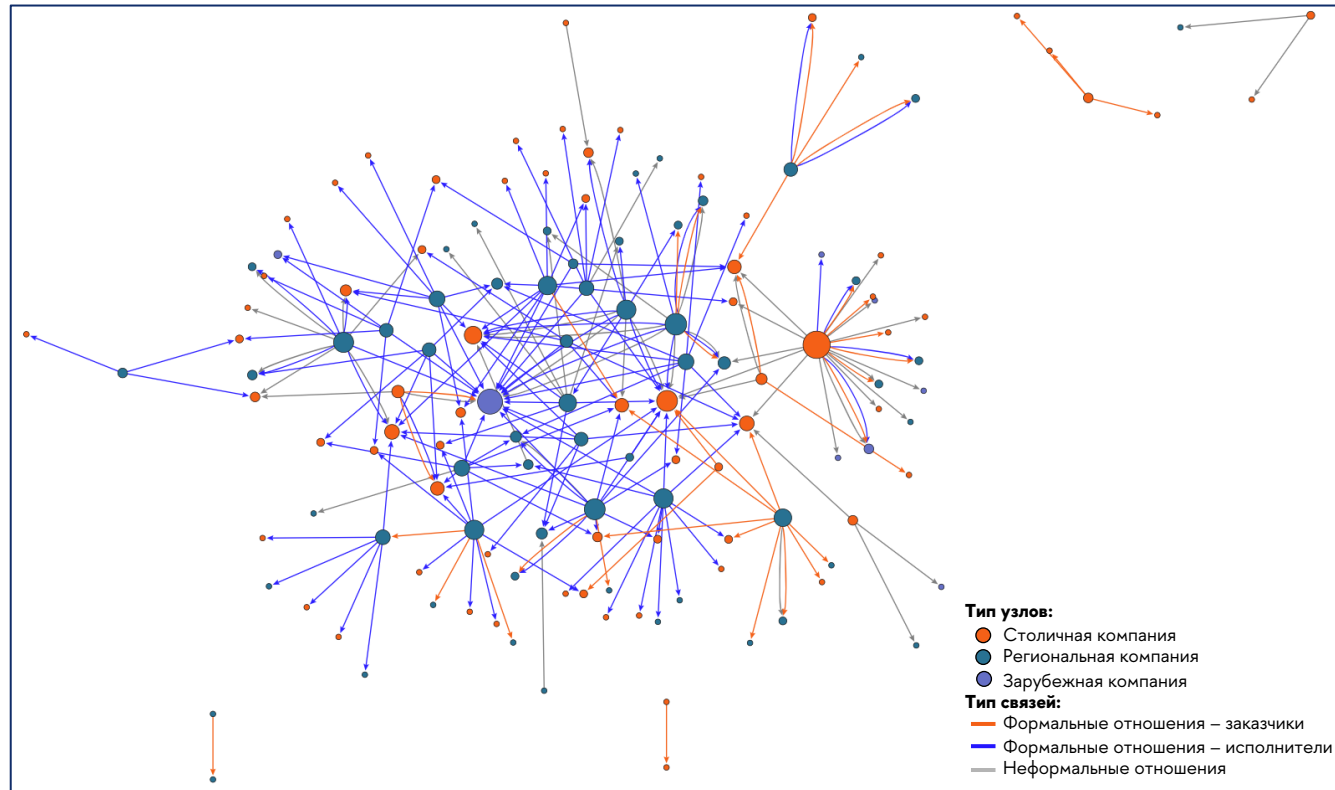 Тип узлов:
Столичная компания
Региональная компания
Зарубежная компания
Тип связей:
Формальные отношения – заказчики
Формальные отношения – исполнители
Неформальные отношения